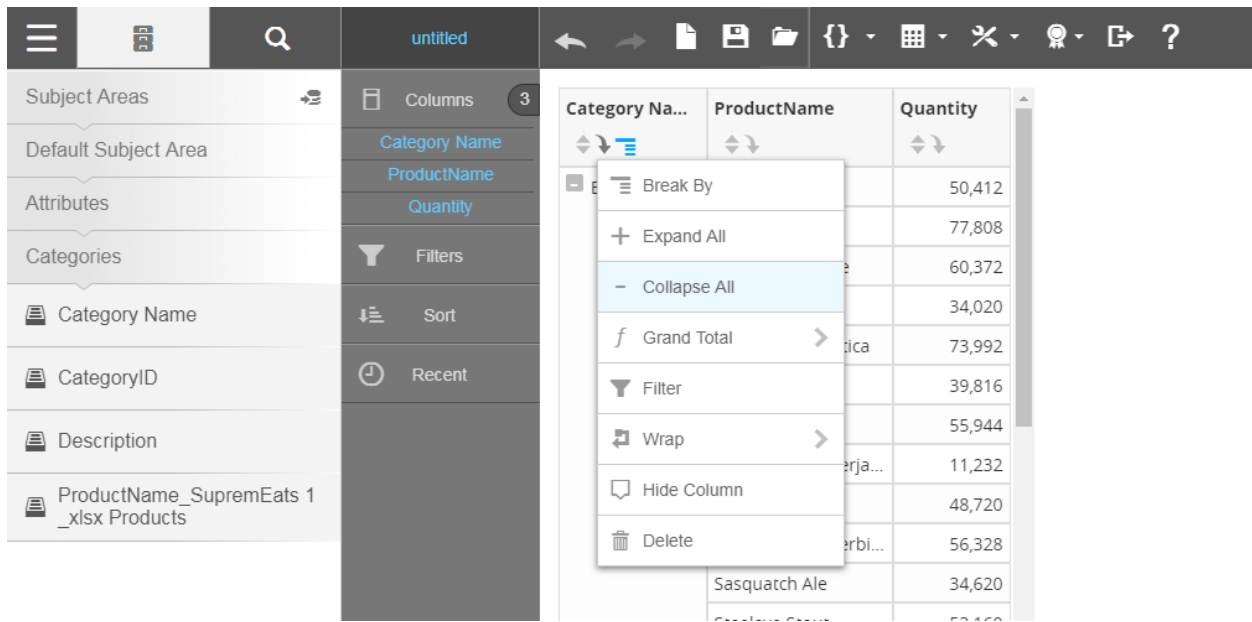 untitled
{}
?
Subject Areas
Default Subject Area
Attributes
Categories
Category Name
CategoryID
Description
ProductName_SupremEats 1
_xlsx Products
Columns 3
Category Name
ProductName
Quantity
Filters
Sort
Recent
Category Na... ProductName Quantity
Break By
Expand All
Collapse All
Grand Total
Filter
Wrap
Hide Column
Delete
50,412
77,808
60,372
34,020
tica 73,992
39,816
55,944
erja... 11,232
48,720
erbi... 56,328
Sasquatch Ale 34,620